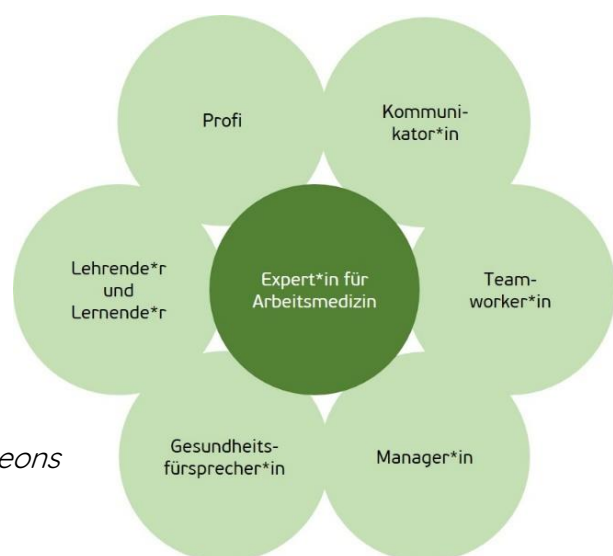 Profi
Kommuni-
kator*in
Lehrende*r
und
Lernende*r
Expert*in für
Arbeitsmedizin
Team-
worker*in
Gesundheits-
fürsprecher*in
Manager*in
eons